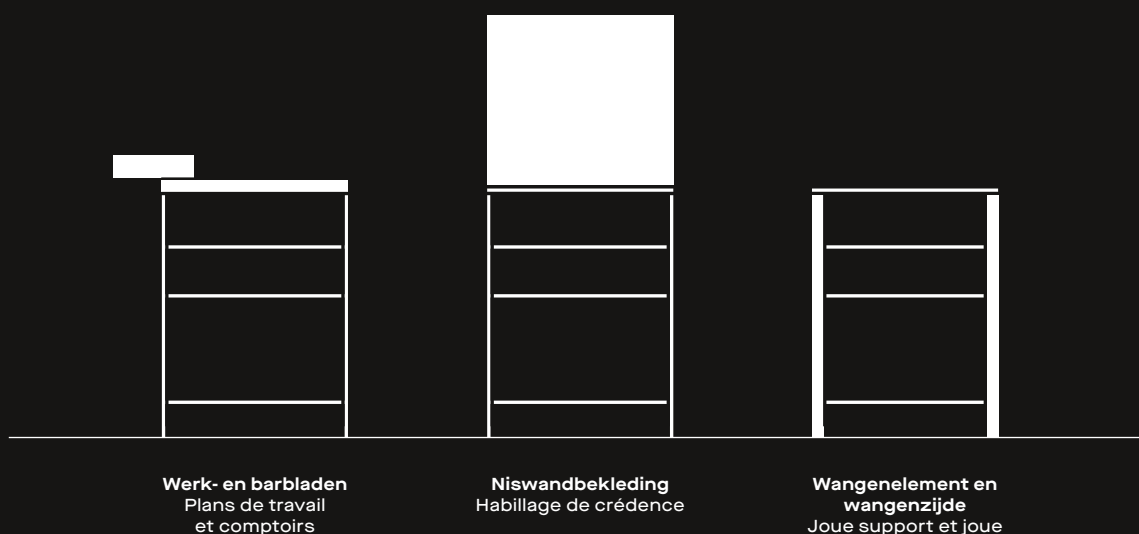 Werk- en barbladen
Plans de travail
et comptoirs
Niswandbekleding
Habillage de crédence
Wangenelement en
wangenzijde
Joue support et joue